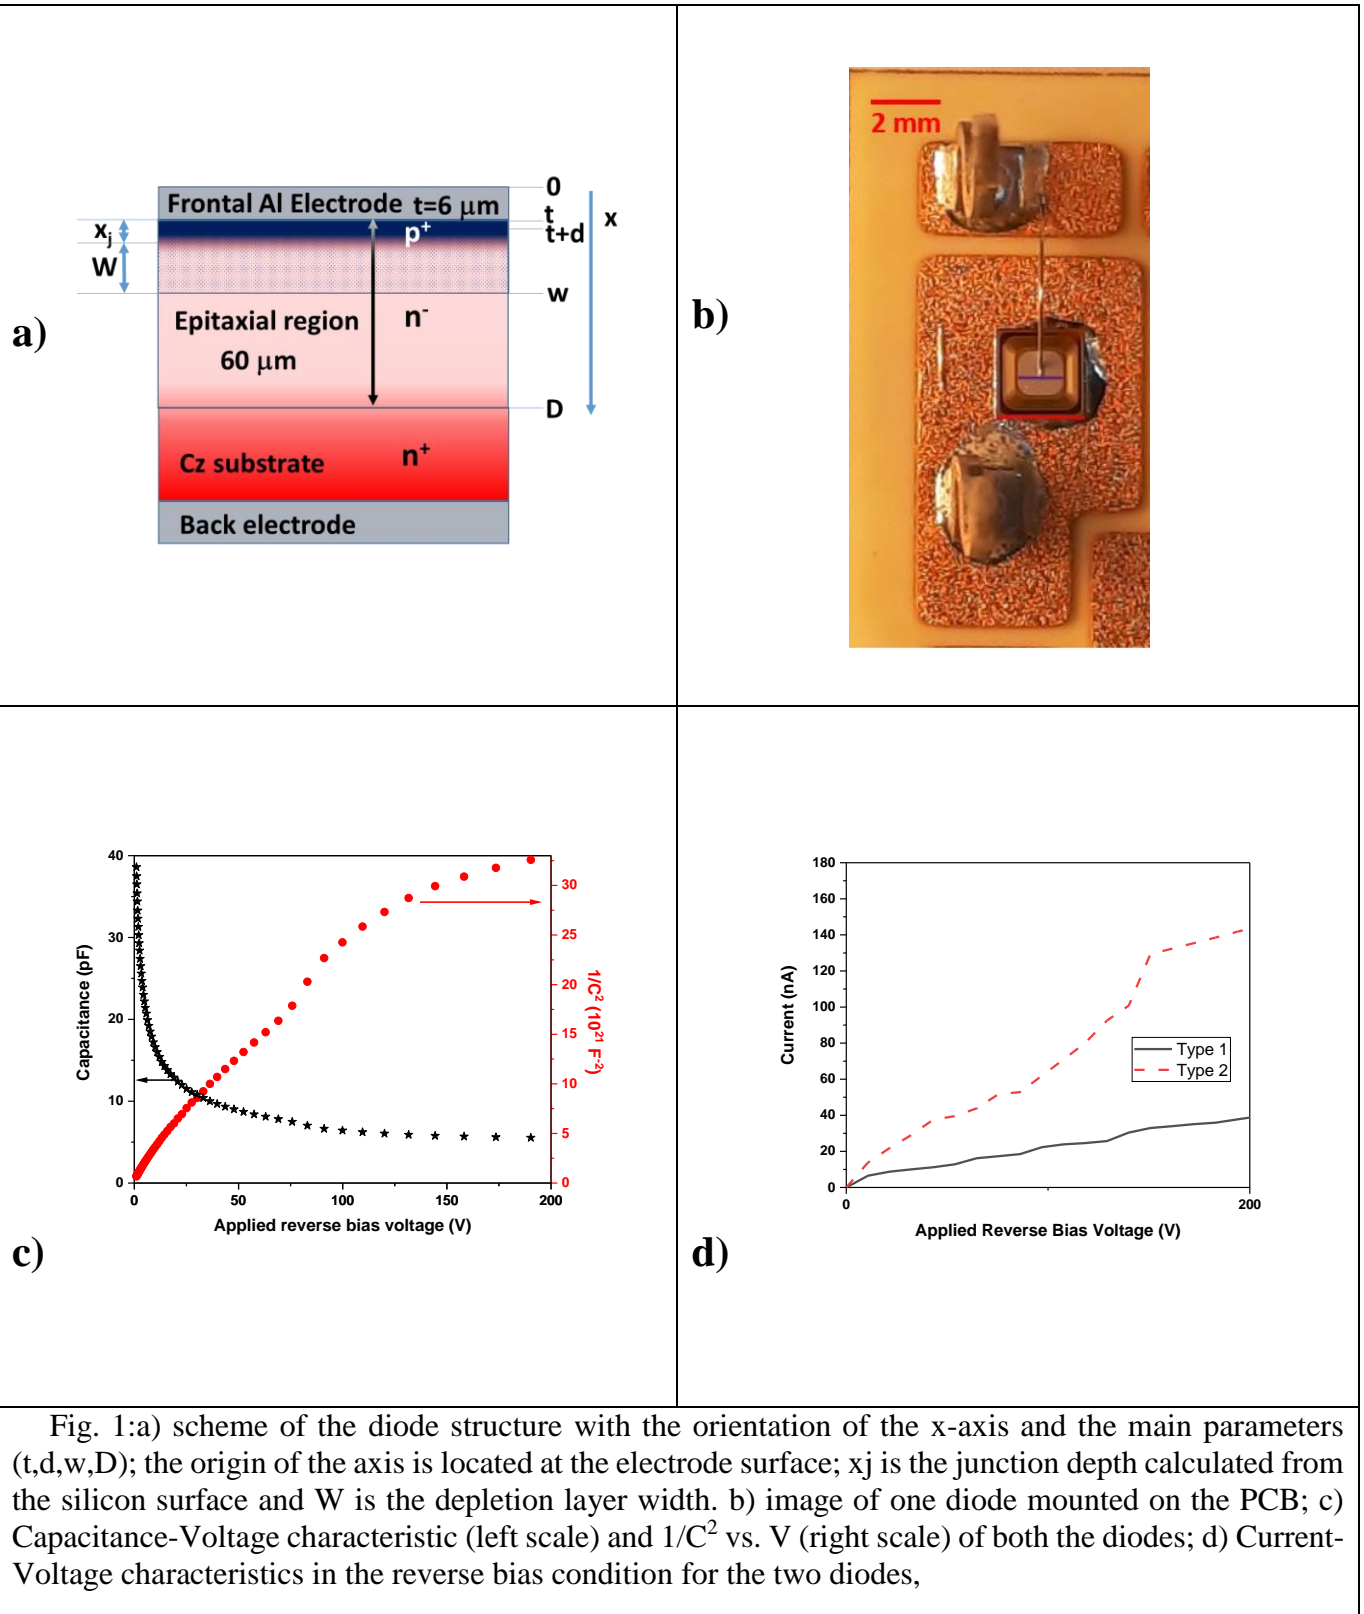 a)
Frontal Al Electrode t=6 μm
0
t
x
xj
p+
t+d
W
w
Epitaxial region
n-
60 μm
D
Cz substrate
n+
Back electrode
b)
2 mm
c)
40
30
20
10
0
Capacitance (pF)
0
50
100
150
200
Applied reverse bias voltage (V)
30
25
20
15
10
5
0
1/C2 (1021 F-2)
d)
180
160
140
120
100
80
60
40
20
0
Current (nA)
Type 1
Type 2
0
200
Applied Reverse Bias Voltage (V)
Fig. 1:a) scheme of the diode structure with the orientation of the x-axis and the main parameters
(t,d,w,D); the origin of the axis is located at the electrode surface; xj is the junction depth calculated from
the silicon surface and W is the depletion layer width. b) image of one diode mounted on the PCB; c)
Capacitance-Voltage characteristic (left scale) and 1/C2 vs. V (right scale) of both the diodes; d) Current-
Voltage characteristics in the reverse bias condition for the two diodes,